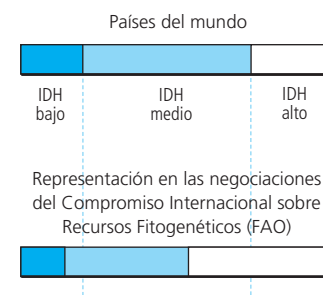 Países del mundo
IDH
bajo
IDH
medio
IDH
alto
Representación en las negociaciones
del Compromiso Internacional sobre
Recursos Fitogenéticos (FAO)